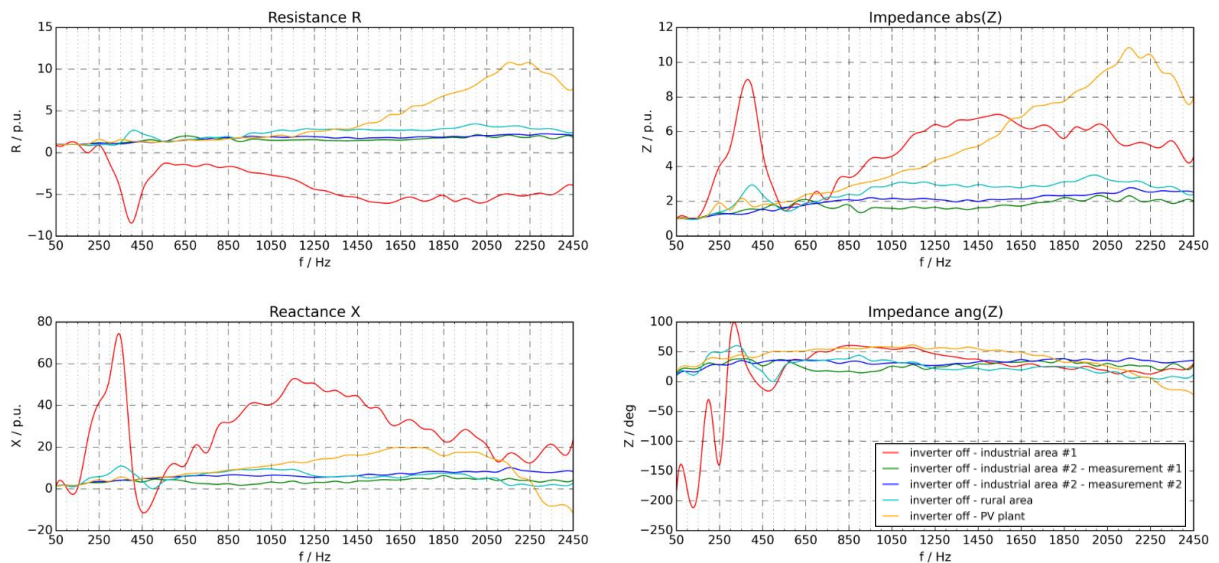 Resistance R
15
10
5
0
−5
−10
R / p.u.
50 250 450 650 850 1050 1250 1450 1650 1850 2050 2250 2450
f / Hz
Impedance abs(Z)
12
10
8
6
4
2
0
Z / p.u.
50 250 450 650 850 1050 1250 1450 1650 1850 2050 2250 2450
f / Hz
Reactance X
80
60
40
20
0
−20
X / p.u.
50 250 450 650 850 1050 1250 1450 1650 1850 2050 2250 2450
f / Hz
Impedance ang(Z)
100
50
0
−50
−100
−150
−200
−250
Z / deg
inverter off - industrial area #1
inverter off - industrial area #2 - measurement #1
inverter off - industrial area #2 - measurement #2
inverter off - rural area
inverter off - PV plant
50 250 450 650 850 1050 1250 1450 1650 1850 2050 2250 2450
f / Hz